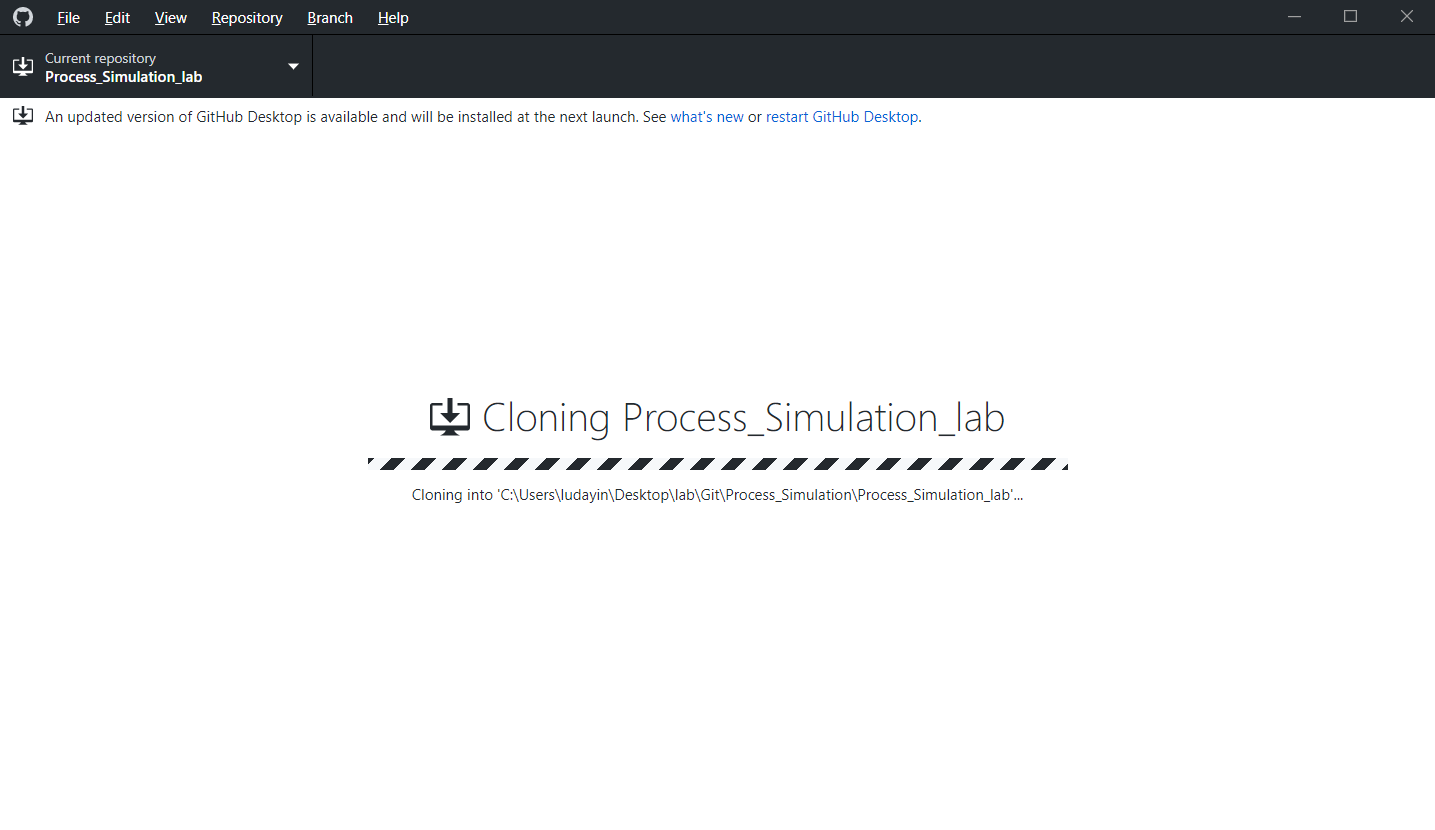 File Edit View Repository Branch Help
Current repository
Process_Simulation_lab
An updated version of GitHub Desktop is available and will be installed at the next launch. See what's new or restart GitHub Desktop.
Cloning Process_Simulation_lab
Cloning into 'C:\Users\ludayin\Desktop\lab\Git\Process_Simulation\Process_Simulation_lab'...